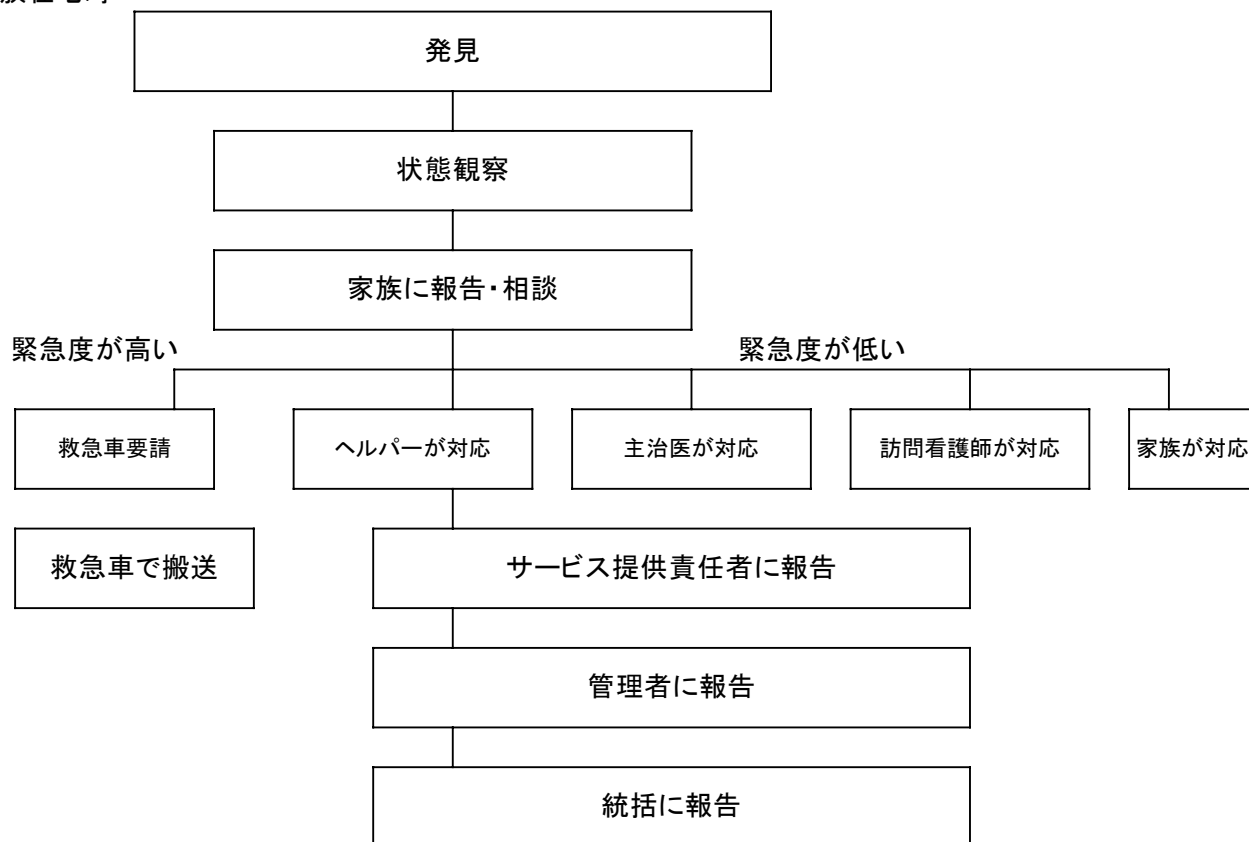 発見
状態観察
家族に報告・相談
緊急度が高い
緊急度が低い
救急車要請
ヘルパーが対応
主治医が対応
訪問看護師が対応
家族が対応
救急車で搬送
サービス提供責任者に報告
管理者に報告
統括に報告